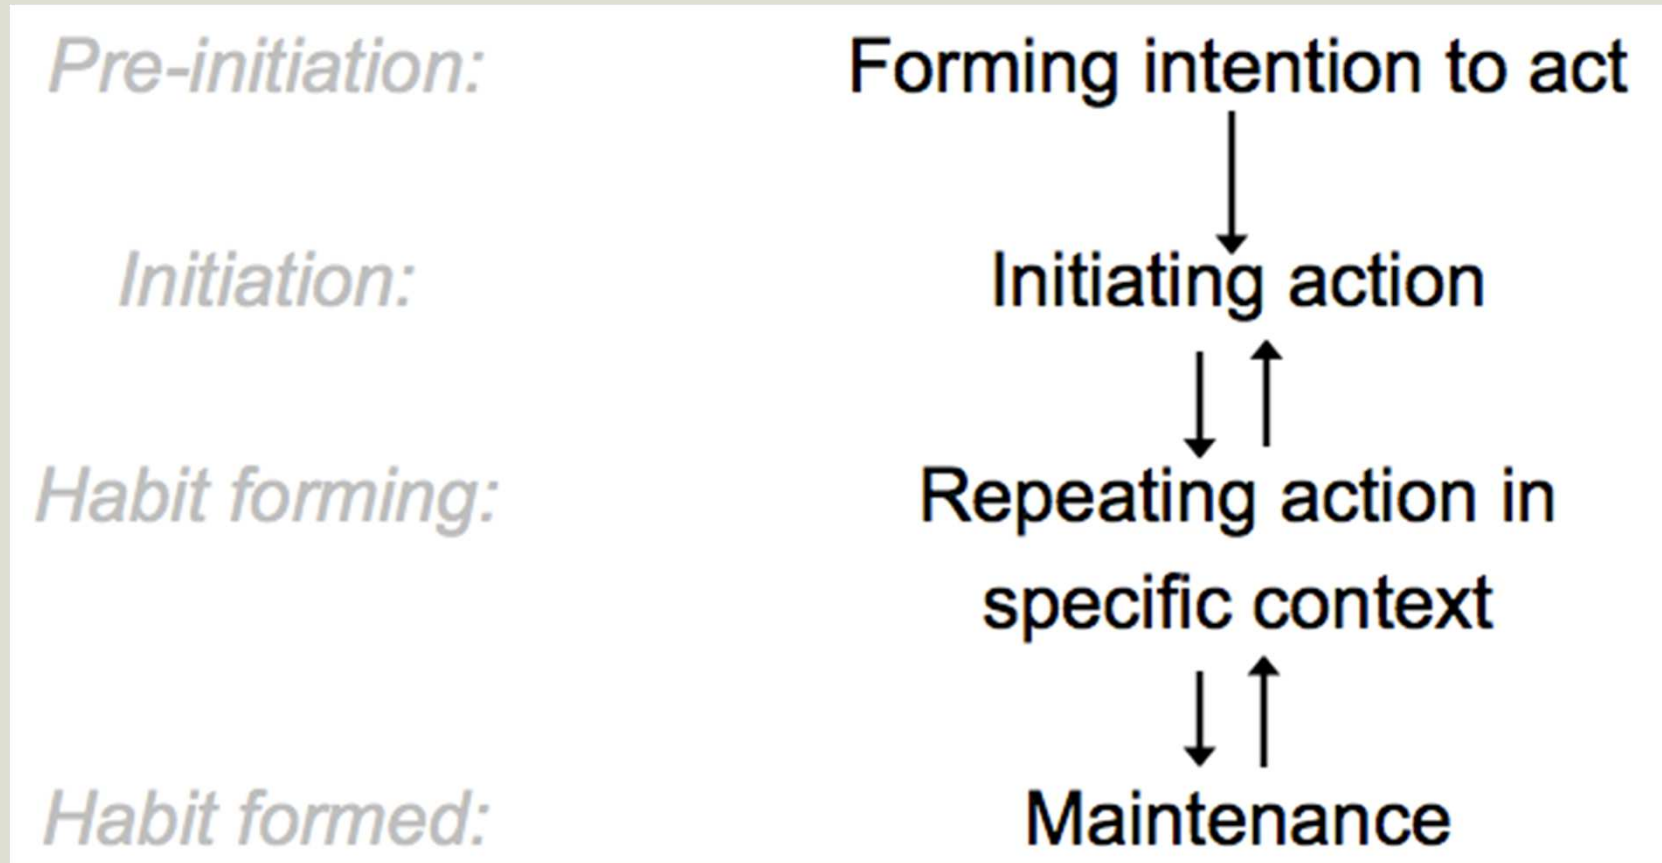 Pre-initiation: Forming intention to act
Initiation: Initiating action
Habit forming: Repeating action in
specific context
Habit formed: Maintenance